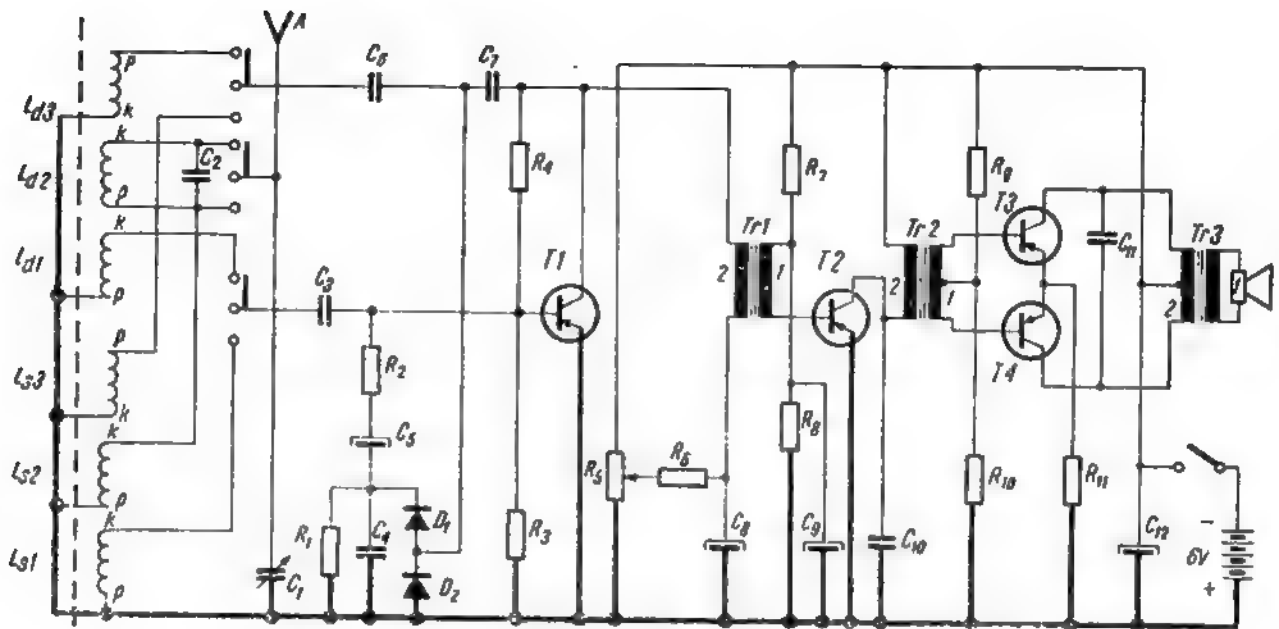 A
p
k
Ld3
k
C2
Ld2
p
k
Ld1
p
p
Ls3
k
k
Ls2
p
k
Ls1
p
C6
C7
C3
R2
C5
R1
C4
D1
D2
C1
R4
T1
R3
R5
R6
R7
Tr1
2
1
C8
R8
C9
T2
C10
Tr2
2
1
R9
R10
T3
T4
R11
C11
C12
Tr3
2
1
-
6V
+